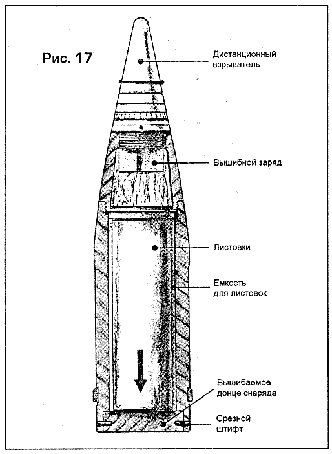 Рис. 17
Дистанционный
взрыватель
Вышибной заряд
Листовки
Емкость
для листовок
Вышибаемое
донце снаряда
Срезной
штифт